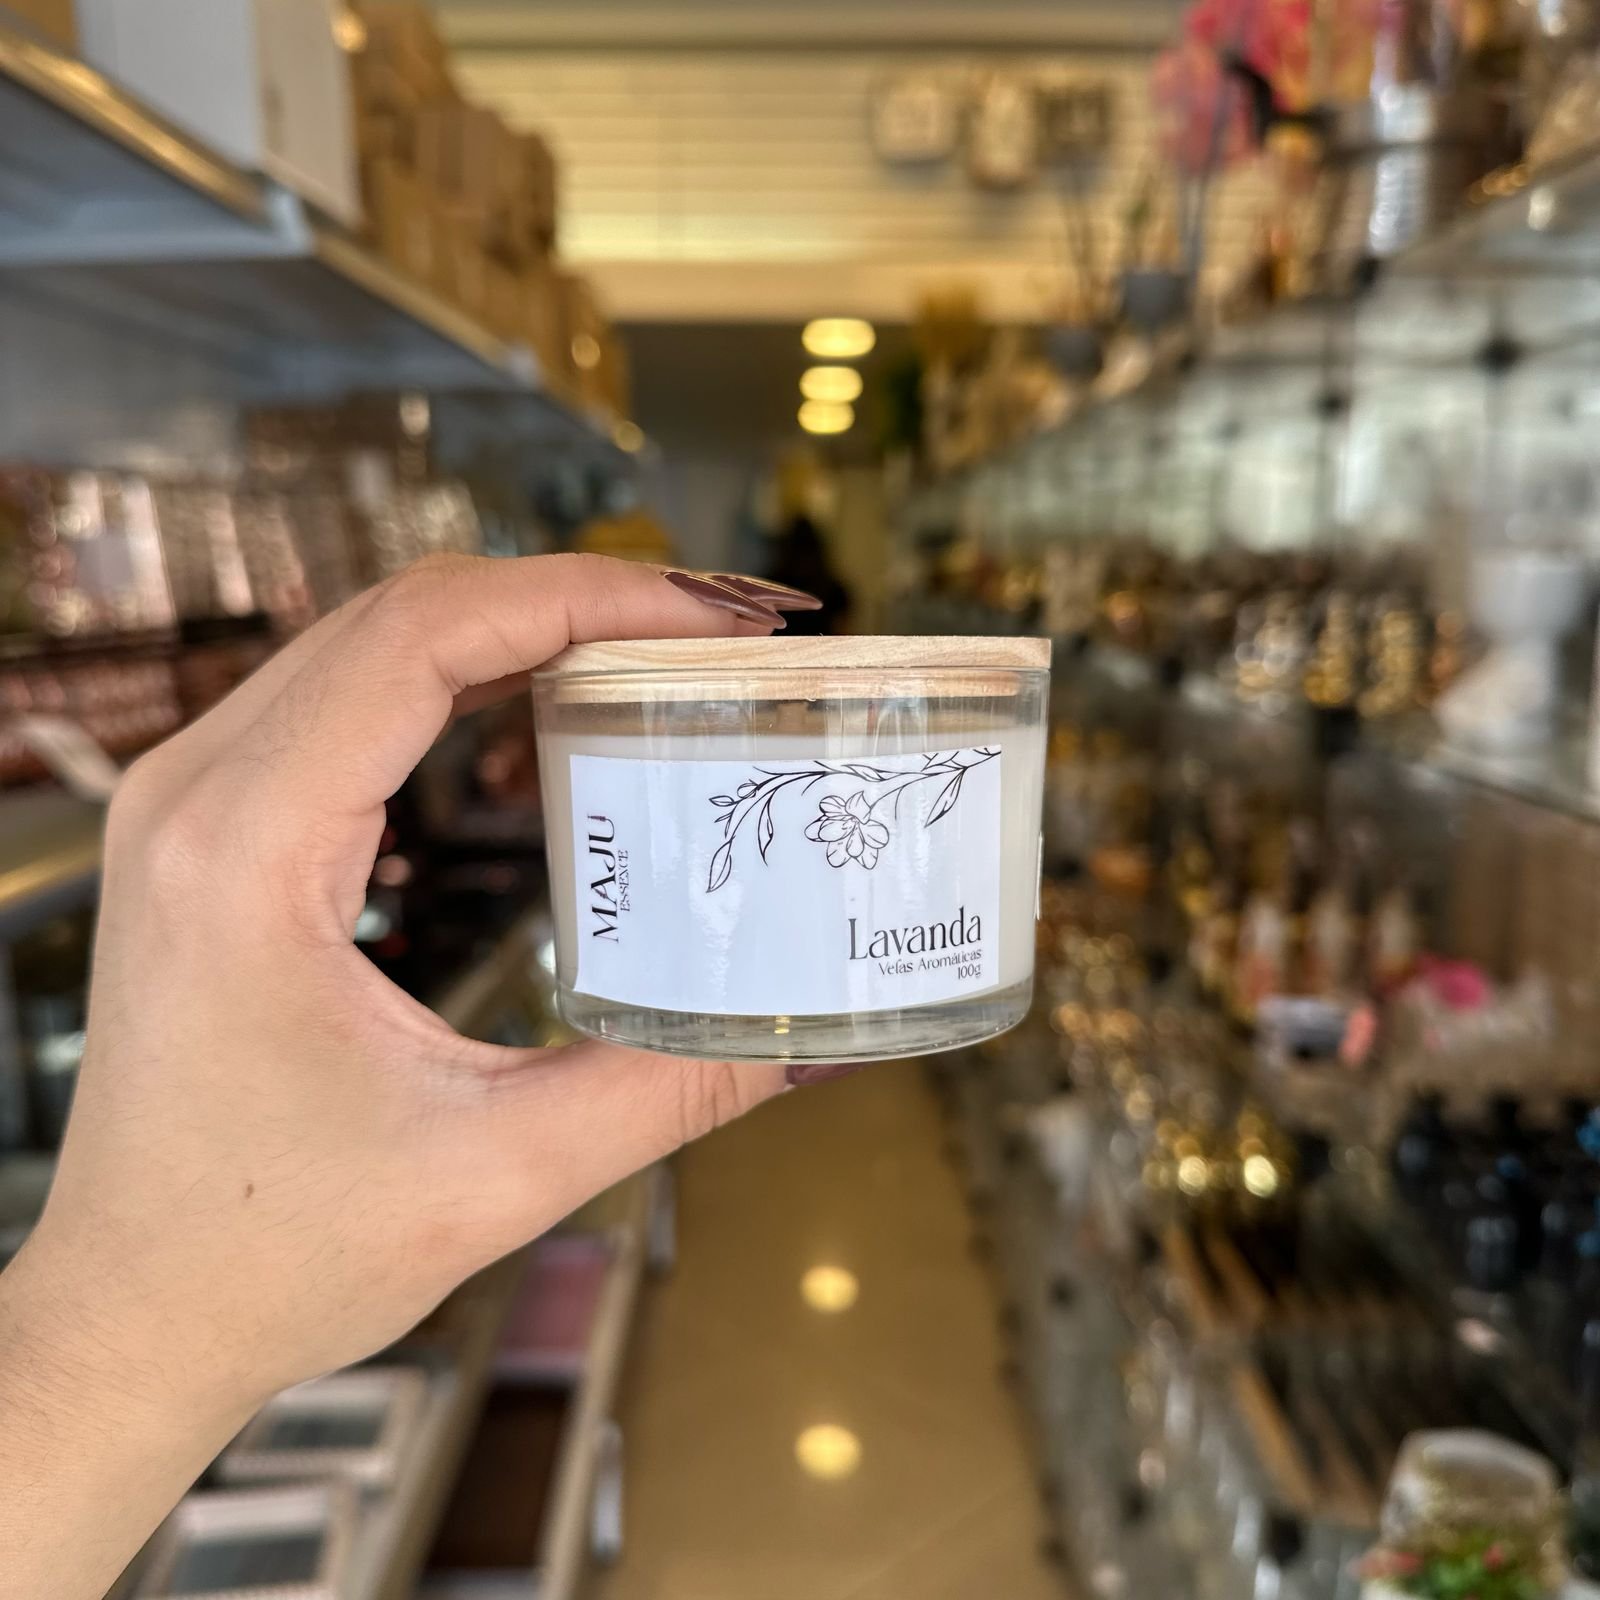 MAJU
ESSENCE
Lavanda
Velas Aromáticas
100g